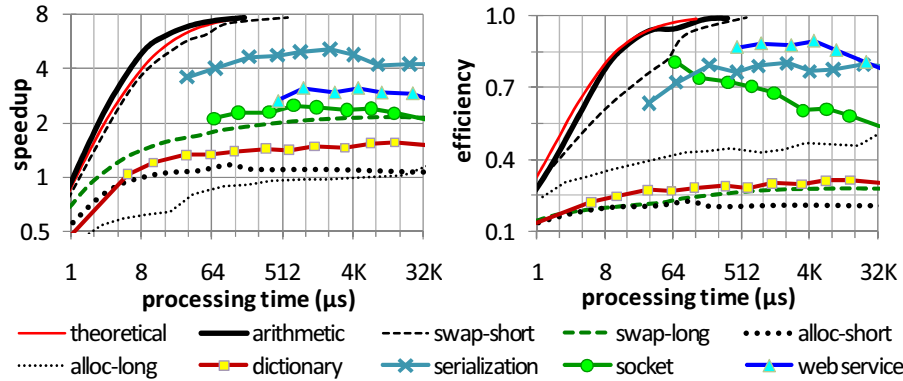 8
4
2
1
0.5
speedup
1
8
64
512
4K
32K
processing time (µs)
1.0
0.7
0.4
0.1
efficiency
1
8
64
512
4K
32K
processing time (µs)
theoretical
arithmetic
swap-short
swap-long
alloc-short
alloc-long
dictionary
serialization
socket
web service